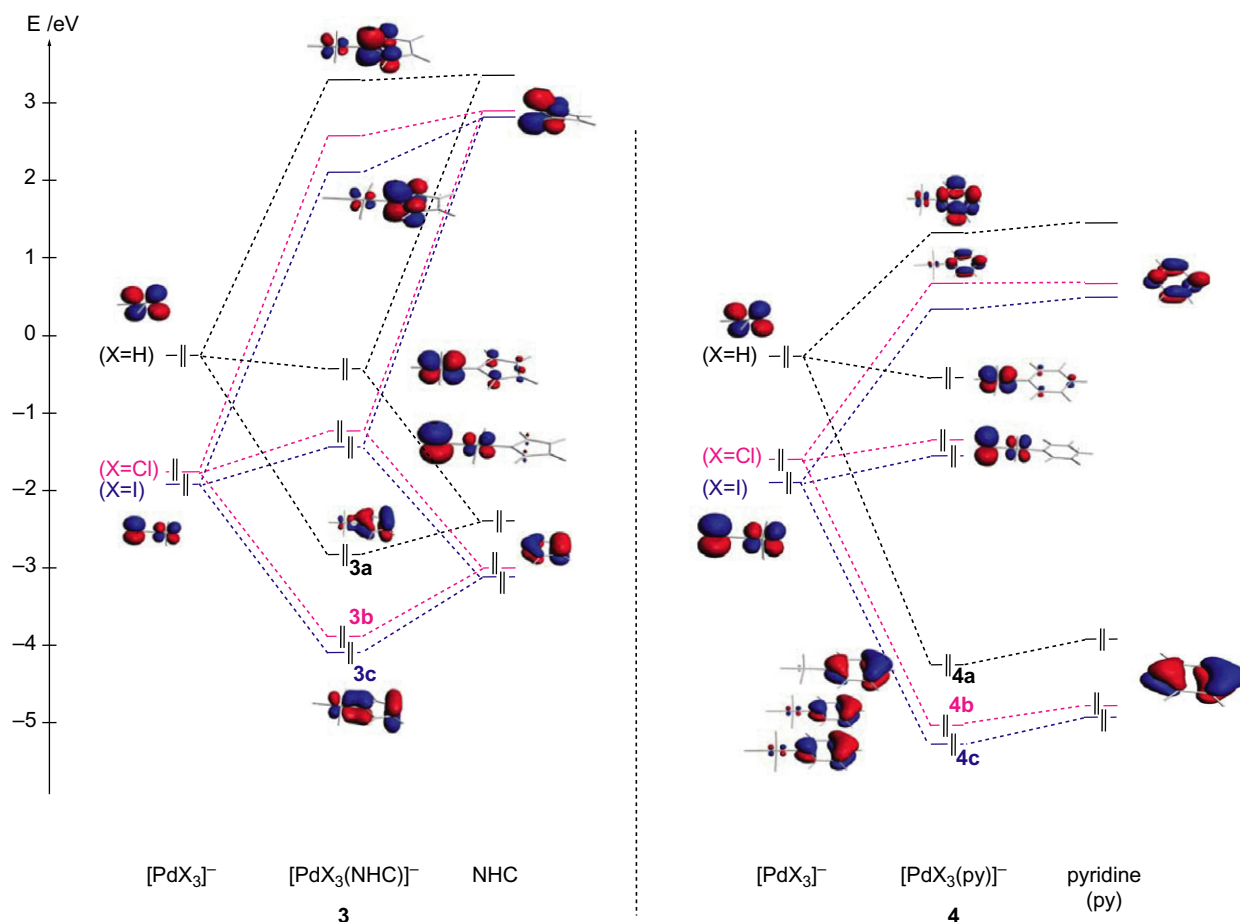 E /eV
3
2
1
0
−1
−2
−3
−4
−5
(X=H)
(X=Cl)
(X=I)
3a
3b
3c
[PdX₃]⁻
[PdX₃(NHC)]⁻
NHC
3
(X=H)
(X=Cl)
(X=I)
4a
4b
4c
[PdX₃]⁻
[PdX₃(py)]⁻
pyridine
(py)
4